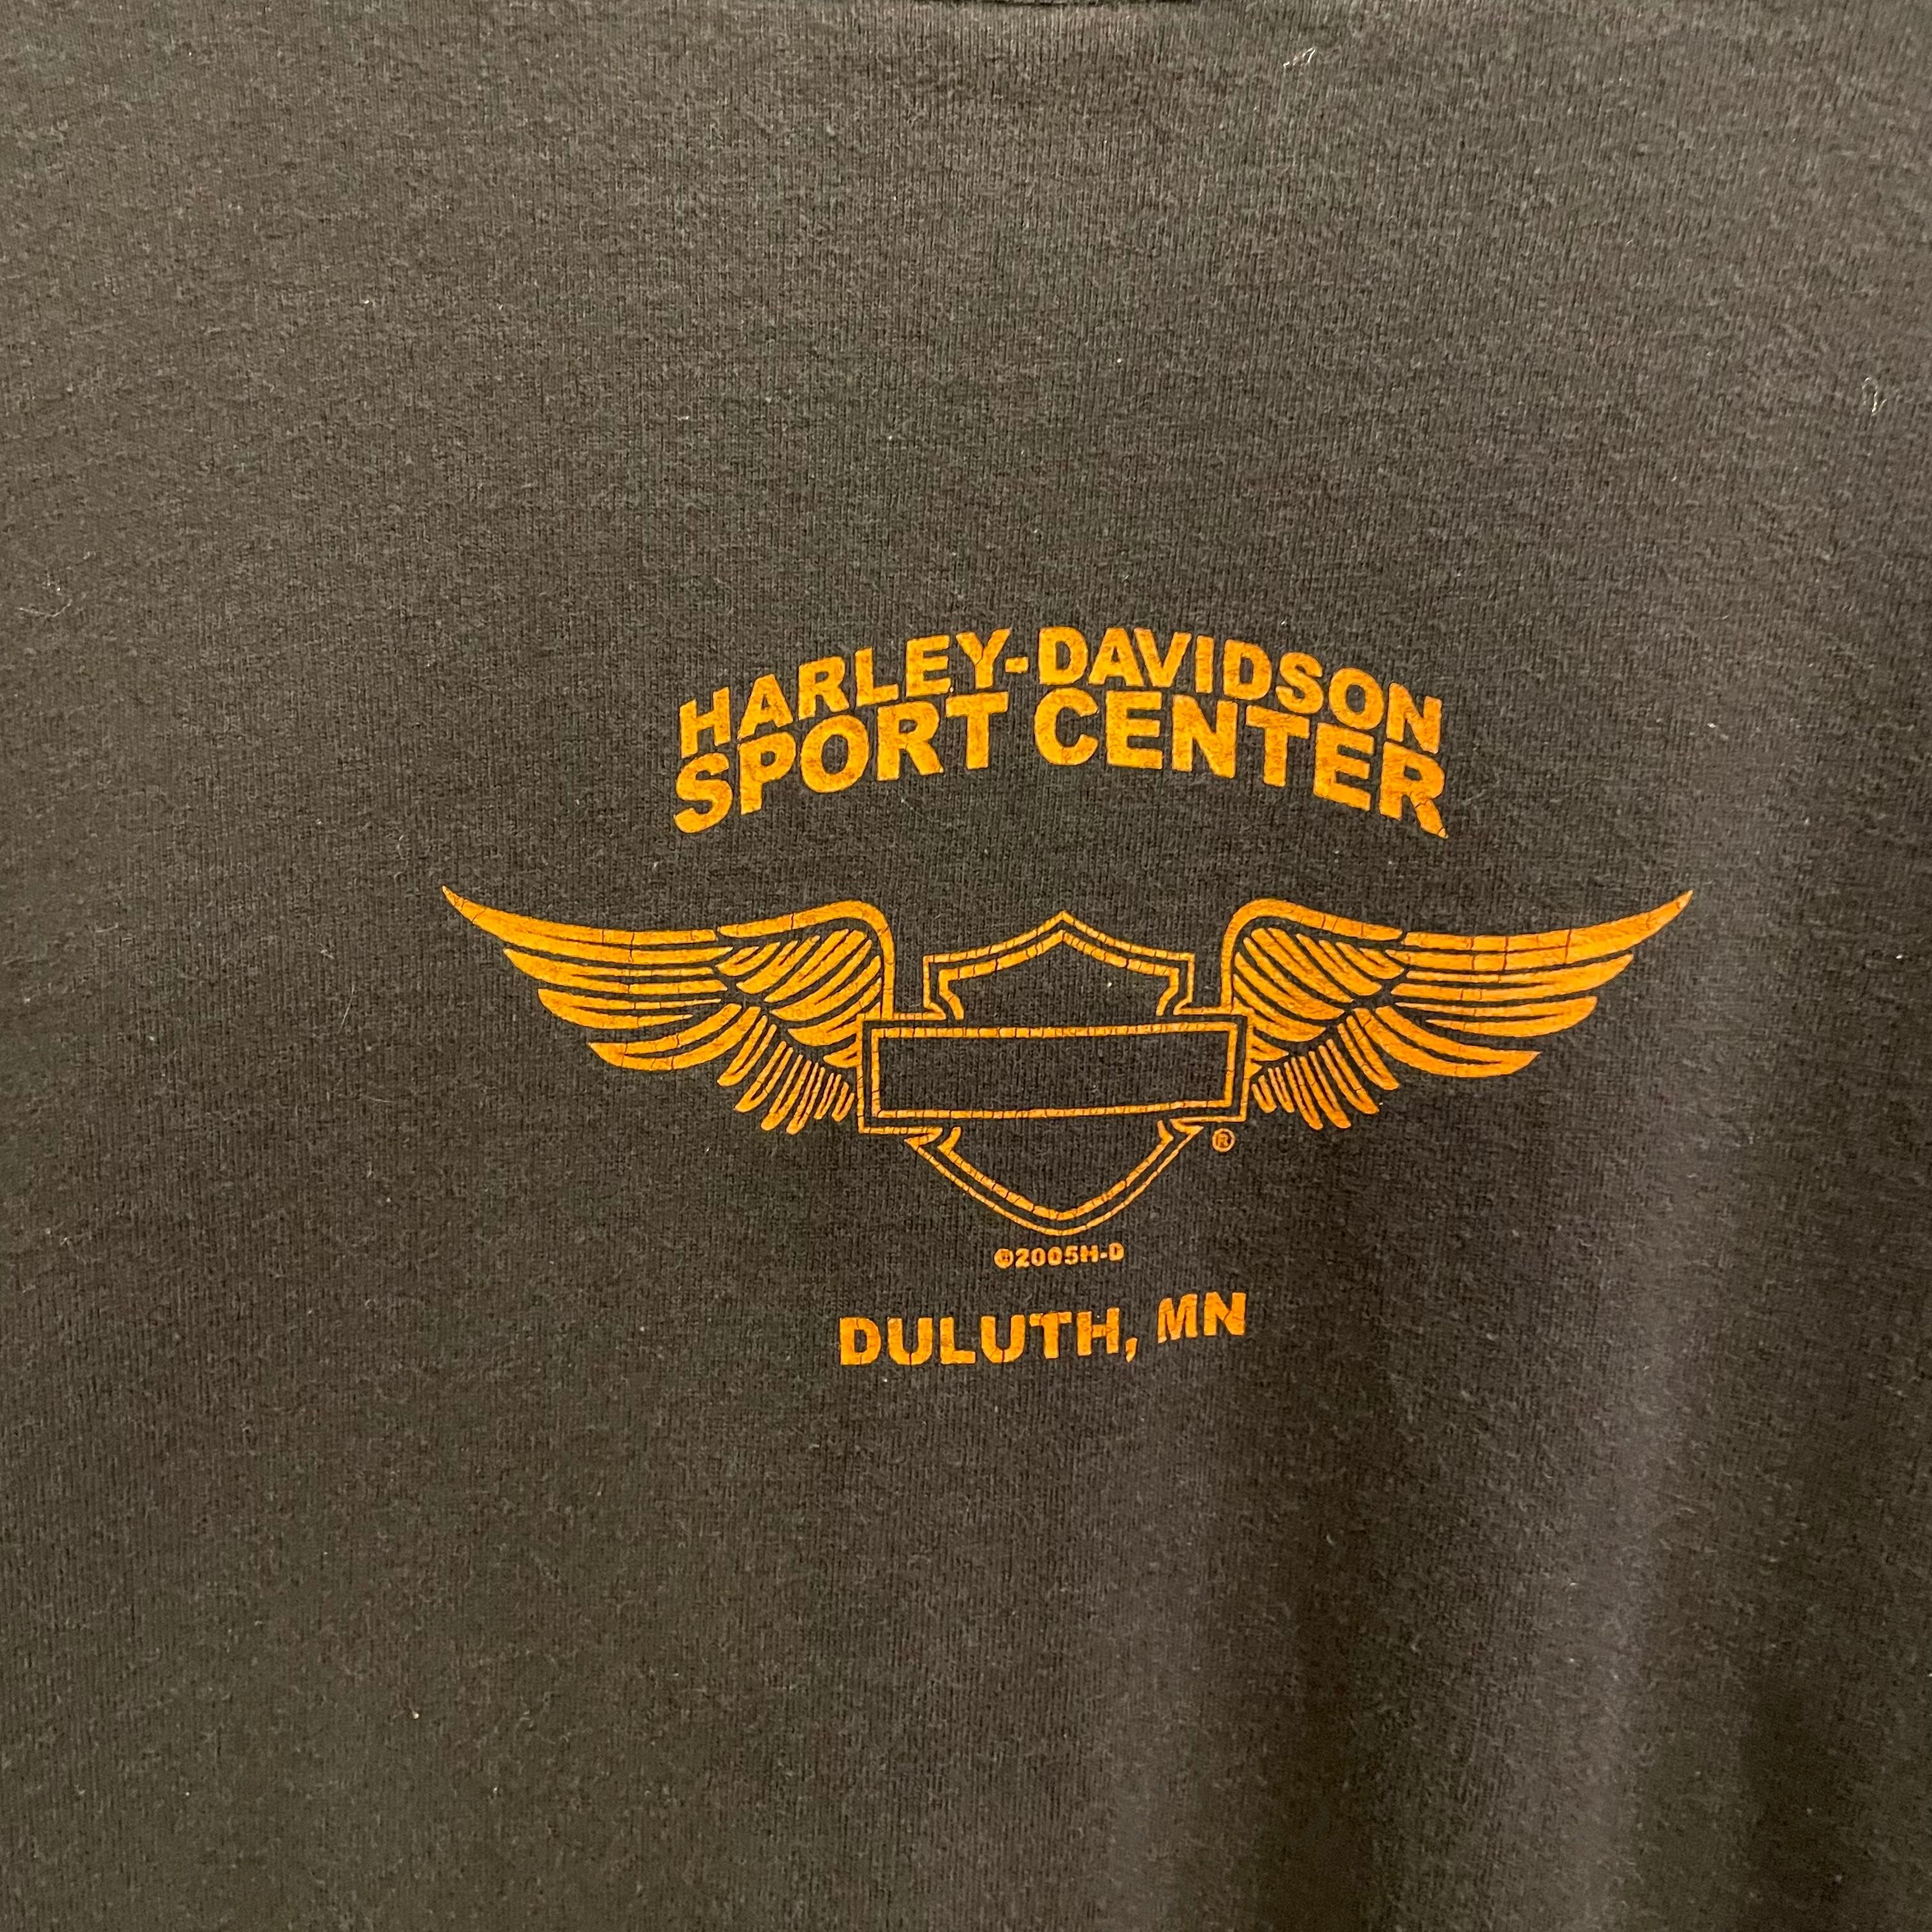 HARLEY-DAVIDSON
SPORT CENTER
®
©2005H-D
DULUTH, MN